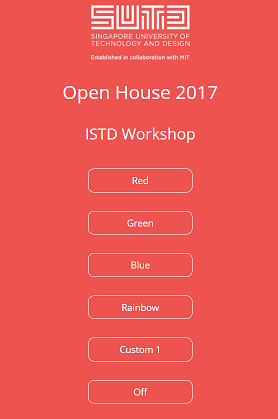 SUTD
SINGAPORE UNIVERSITY OF
TECHNOLOGY AND DESIGN
Established in collaboration with MIT
Open House 2017
ISTD Workshop
Red
Green
Blue
Rainbow
Custom 1
Off